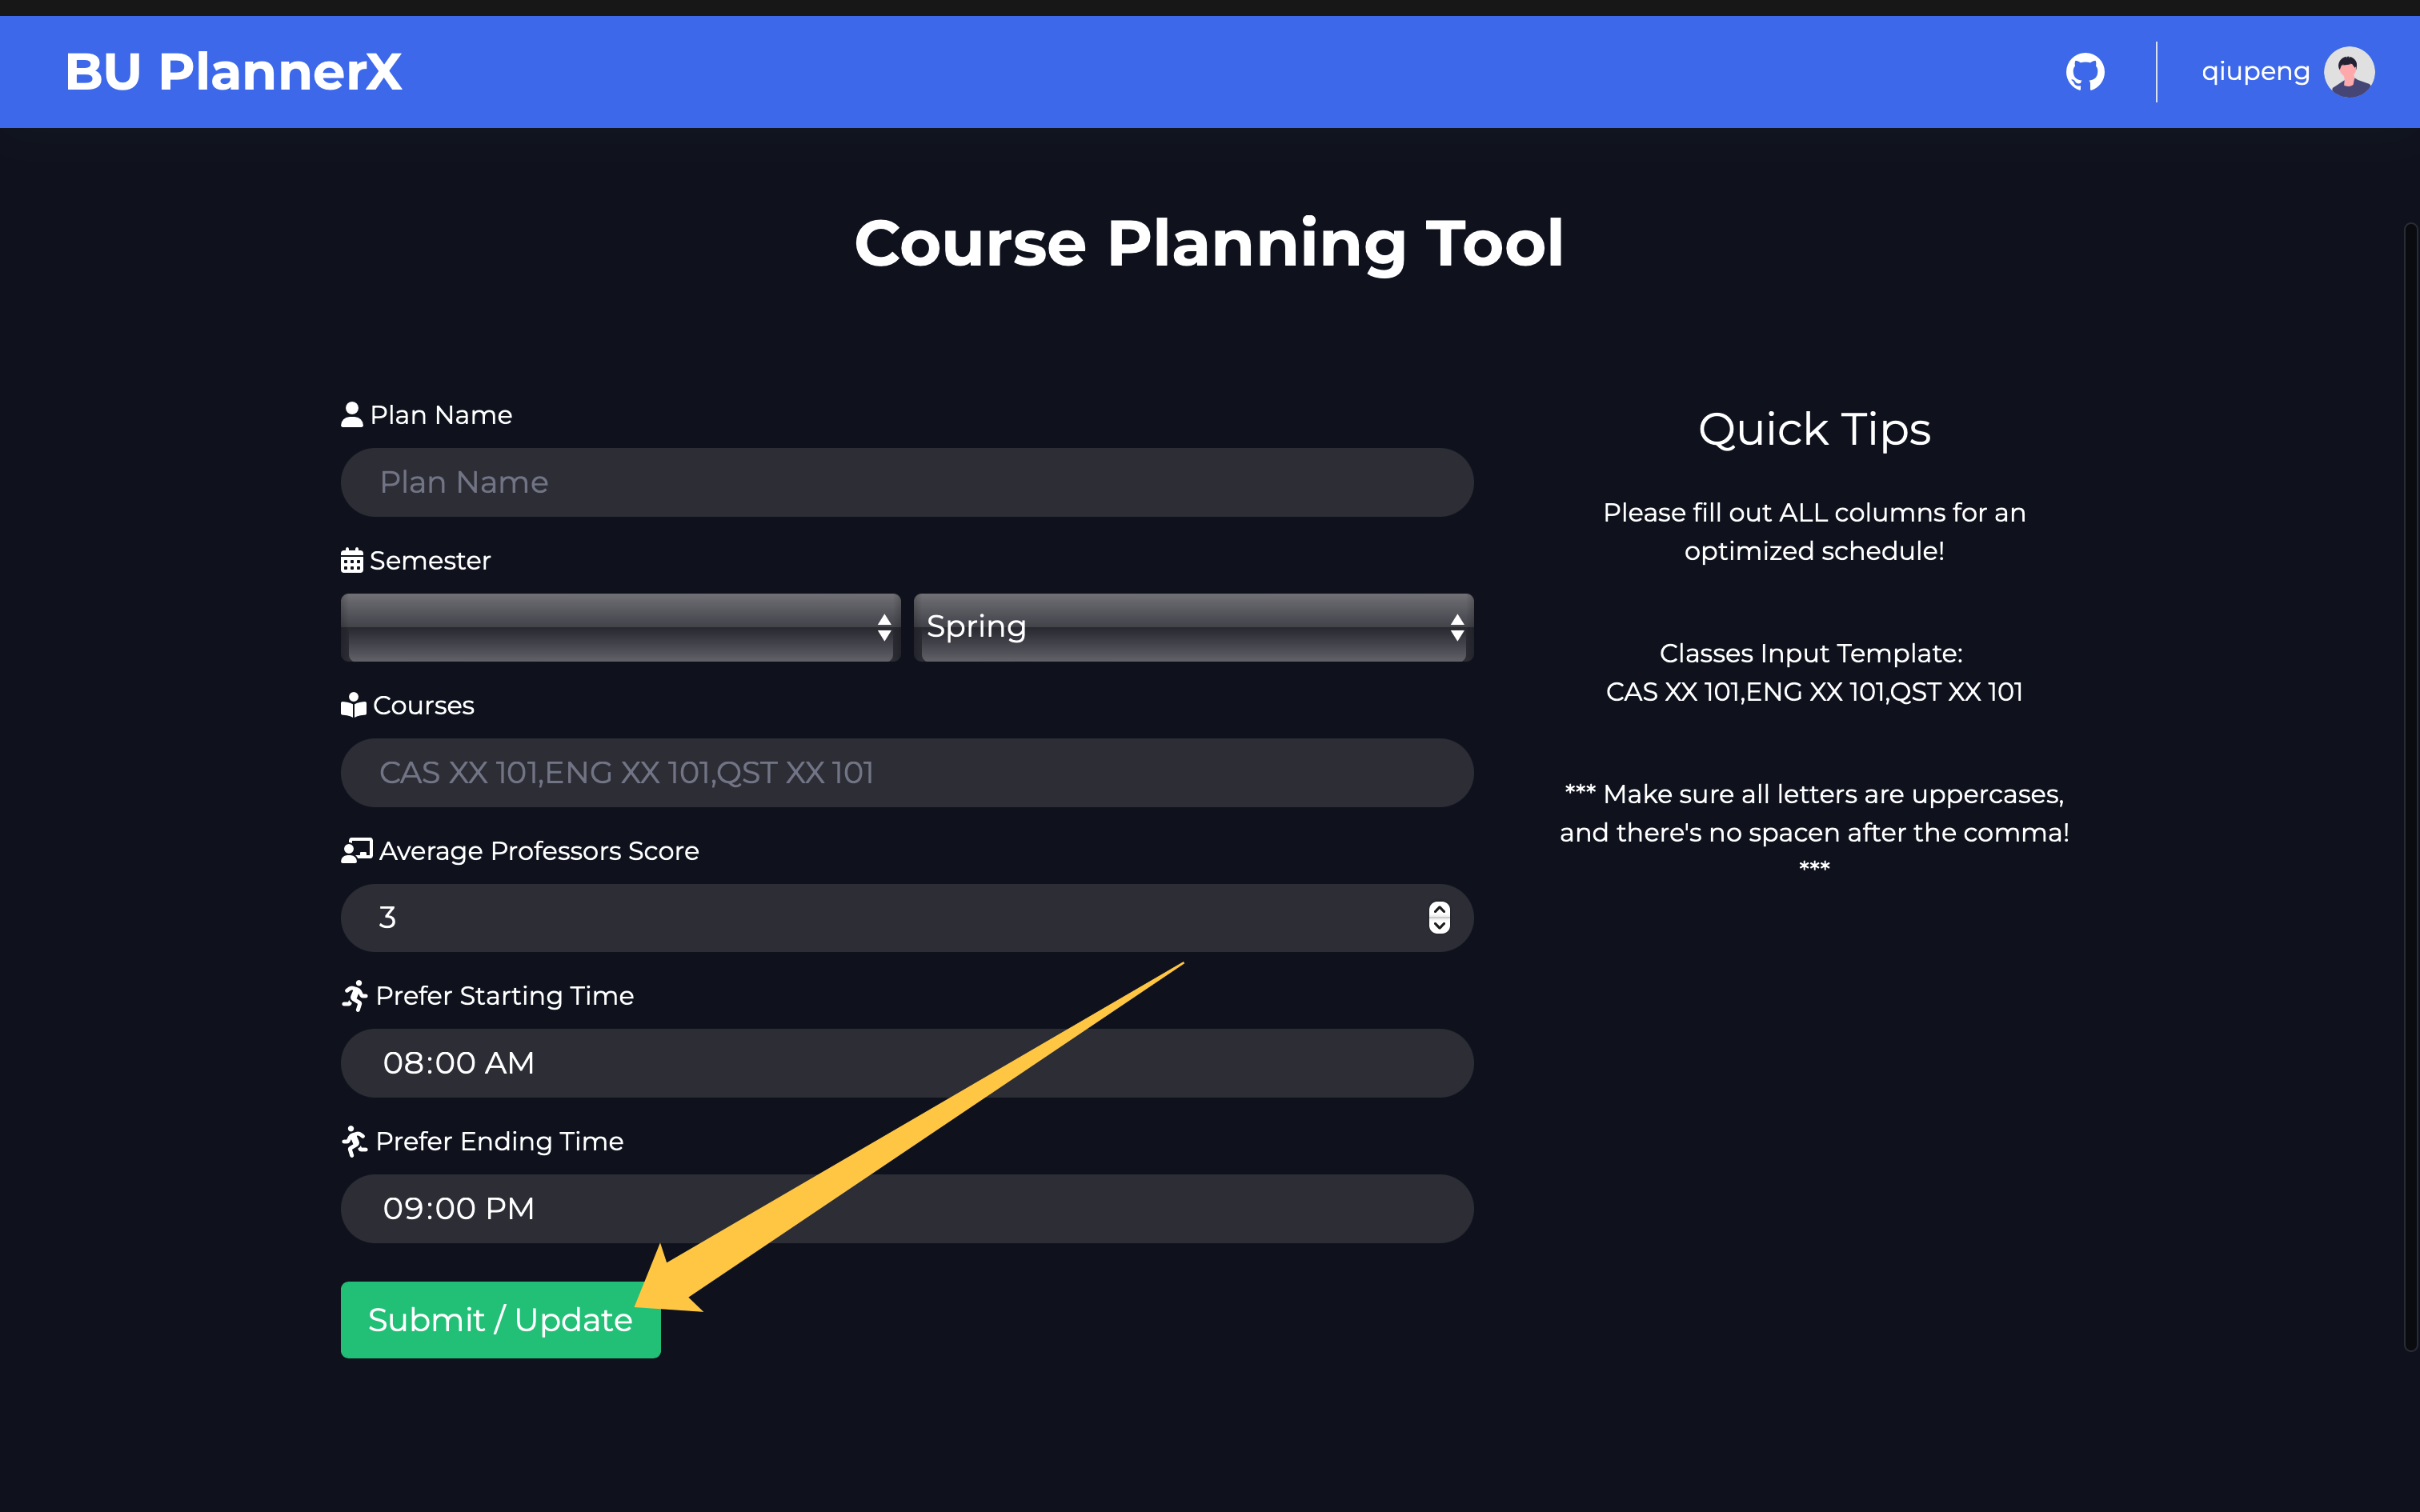 BU PlannerX
qiupeng
Course Planning Tool
Plan Name
Plan Name
Semester
Spring
Courses
CAS XX 101,ENG XX 101,QST XX 101
Average Professors Score
3
Prefer Starting Time
08:00 AM
Prefer Ending Time
09:00 PM
Submit / Update
Quick Tips
Please fill out ALL columns for an
optimized schedule!
Classes Input Template:
CAS XX 101,ENG XX 101,QST XX 101
*** Make sure all letters are uppercases,
and there's no spacen after the comma!
***